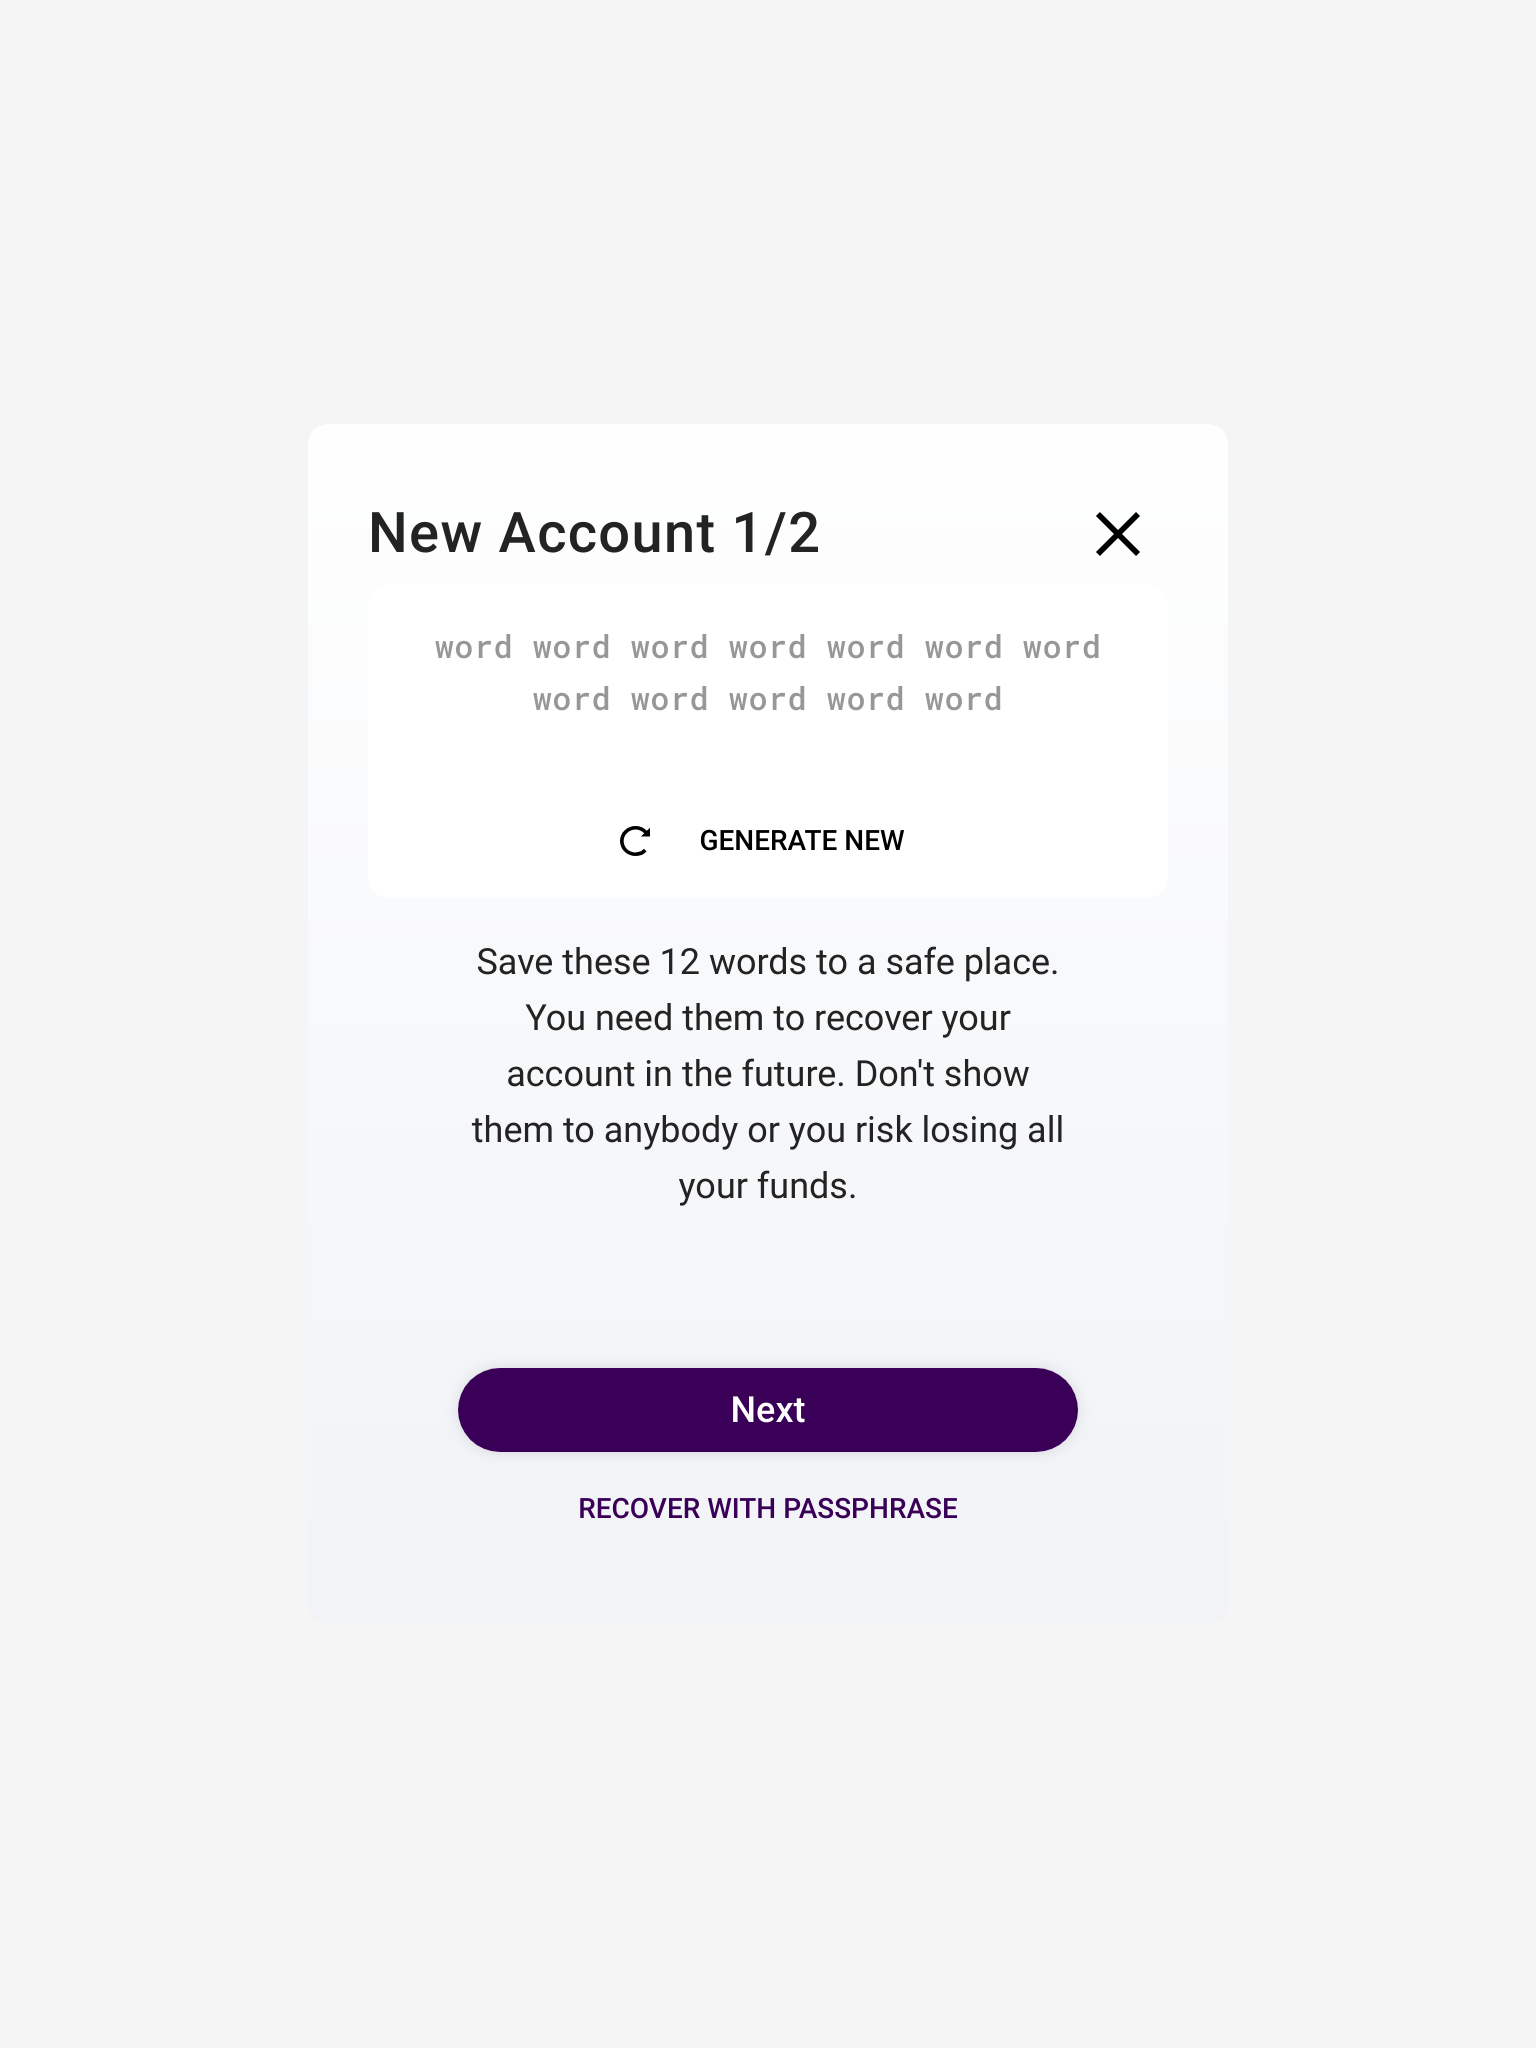 New Account 1/2
word word word word word word word
word word word word word
GENERATE NEW
Save these 12 words to a safe place.
You need them to recover your
account in the future. Don't show
them to anybody or you risk losing all
your funds.
Next
RECOVER WITH PASSPHRASE